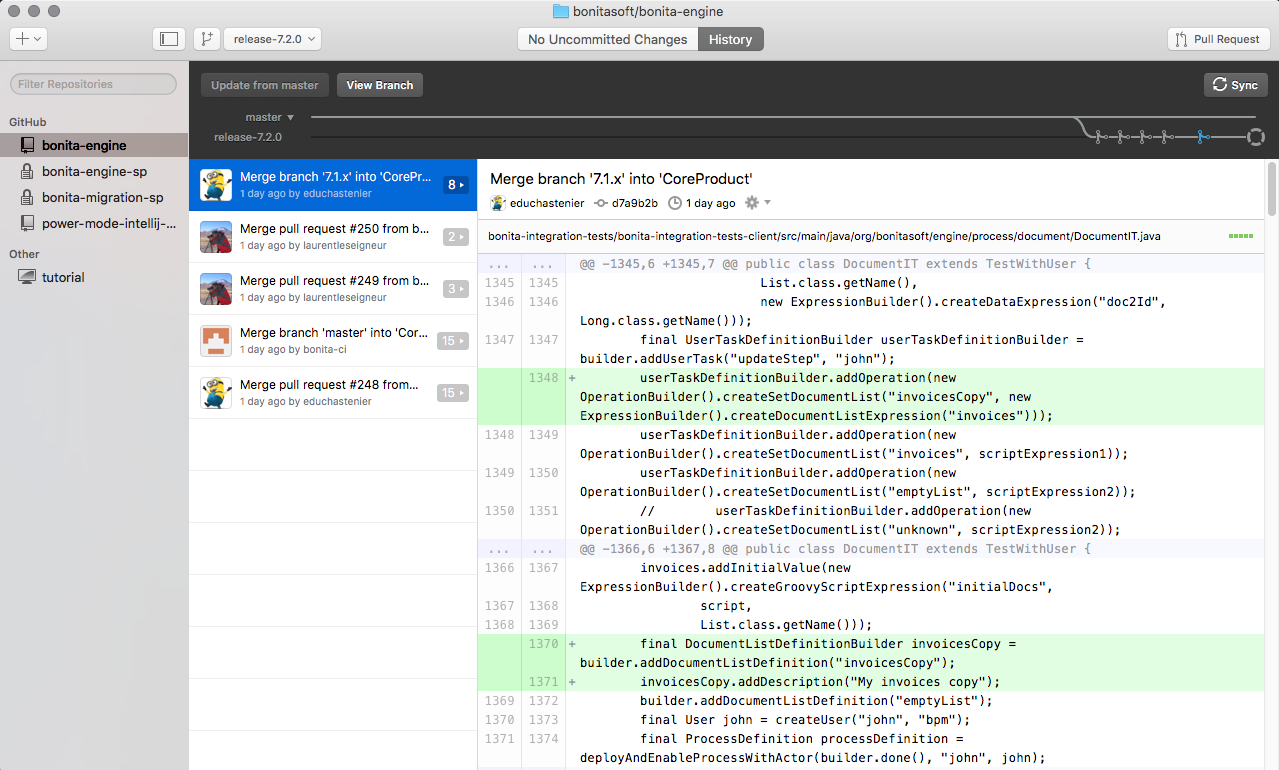 bonitasoft/bonita-engine
release-7.2.0
No Uncommitted Changes
History
Pull Request
Filter Repositories
GitHub
bonita-engine
bonita-engine-sp
bonita-migration-sp
power-mode-intellij-...
Other
tutorial
Update from master
View Branch
Sync
master
release-7.2.0
Merge branch '7.1.x' into 'CorePr...
1 day ago by educhastenier
8
Merge pull request #250 from b...
1 day ago by laurentleseigneur
2
Merge pull request #249 from b...
1 day ago by laurentleseigneur
3
Merge branch 'master' into 'Cor...
1 day ago by bonita-ci
15
Merge pull request #248 from...
1 day ago by educhastenier
15
Merge branch '7.1.x' into 'CoreProduct'
educhastenier d7a9b2b 1 day ago
bonita-integration-tests/bonita-integration-tests-client/src/main/java/org/bonitasoft/engine/process/document/DocumentIT.java
... ... @@ -1345,6 +1345,7 @@ public class DocumentIT extends TestWithUser {
1345 1345 List.class.getName(),
1346 1346 new ExpressionBuilder().createDataExpression("doc2Id",
Long.class.getName()));
1347 1347 final UserTaskDefinitionBuilder userTaskDefinitionBuilder =
builder.addUserTask("updateStep", "john");
1348 + userTaskDefinitionBuilder.addOperation(new
OperationBuilder().createSetDocumentList("invoicesCopy", new
ExpressionBuilder().createDocumentListExpression("invoices")));
1348 1349 userTaskDefinitionBuilder.addOperation(new
OperationBuilder().createSetDocumentList("invoices", scriptExpression1));
1349 1350 userTaskDefinitionBuilder.addOperation(new
OperationBuilder().createSetDocumentList("emptyList", scriptExpression2));
1350 1351 // userTaskDefinitionBuilder.addOperation(new
OperationBuilder().createSetDocumentList("unknown", scriptExpression2));
... ... @@ -1366,6 +1367,8 @@ public class DocumentIT extends TestWithUser {
1366 1367 invoices.addInitialValue(new
ExpressionBuilder().createGroovyScriptExpression("initialDocs",
1367 1368 script,
1368 1369 List.class.getName()));
1370 + final DocumentListDefinitionBuilder invoicesCopy =
builder.addDocumentListDefinition("invoicesCopy");
1371 + invoicesCopy.addDescription("My invoices copy");
1369 1372 builder.addDocumentListDefinition("emptyList");
1370 1373 final User john = createUser("john", "bpm");
1371 1374 final ProcessDefinition processDefinition =
deployAndEnableProcessWithActor(builder.done(), "john", john);